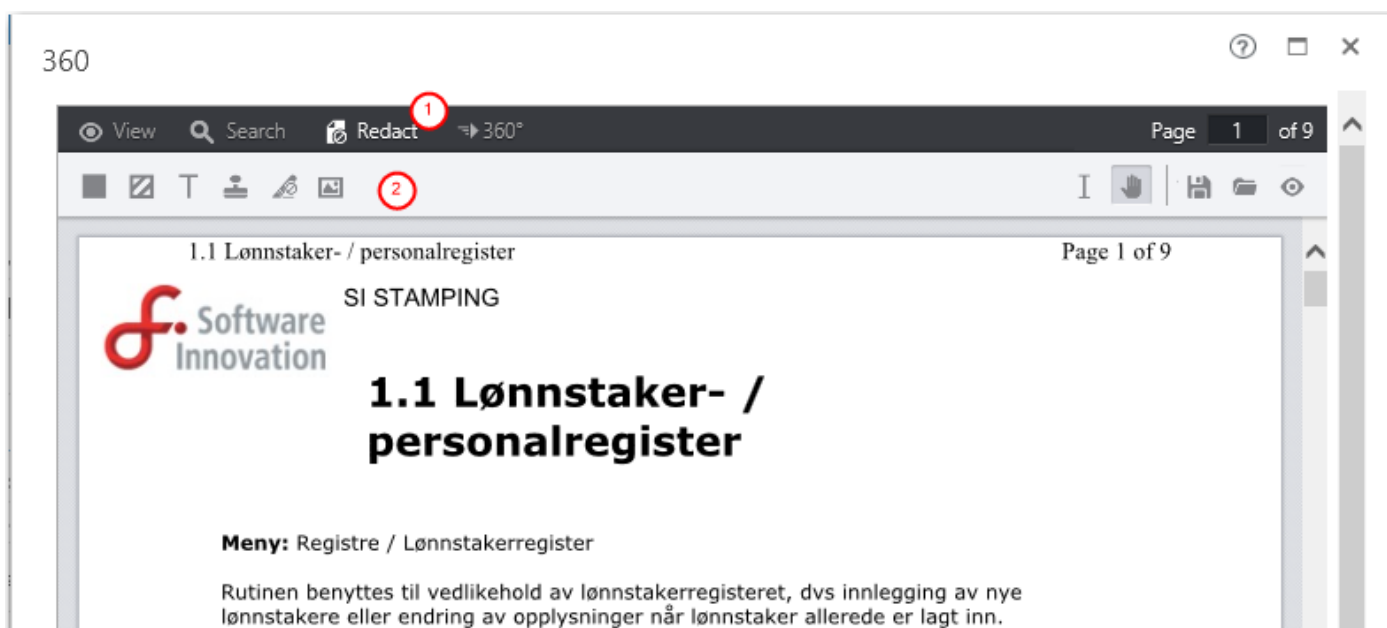 360
1
View Search Redact 360° Page 1 of 9
2
1.1 Lønnstaker- / personalregister Page 1 of 9
SI STAMPING
Software
Innovation
1.1 Lønnstaker- /
personalregister
Meny: Registre / Lønnstakerregister
Rutinen benyttes til vedlikehold av lønnstakerregisteret, dvs innlegging av nye
lønnstakere eller endring av opplysninger når lønnstaker allerede er lagt inn.